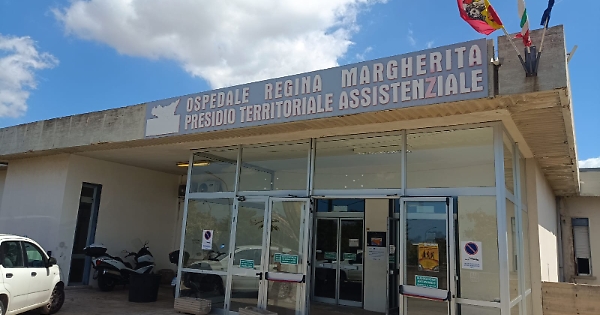 OSPEDALE REGINA MARGHERITA
PRESIDIO TERRITORIALE ASSISTENZIALE